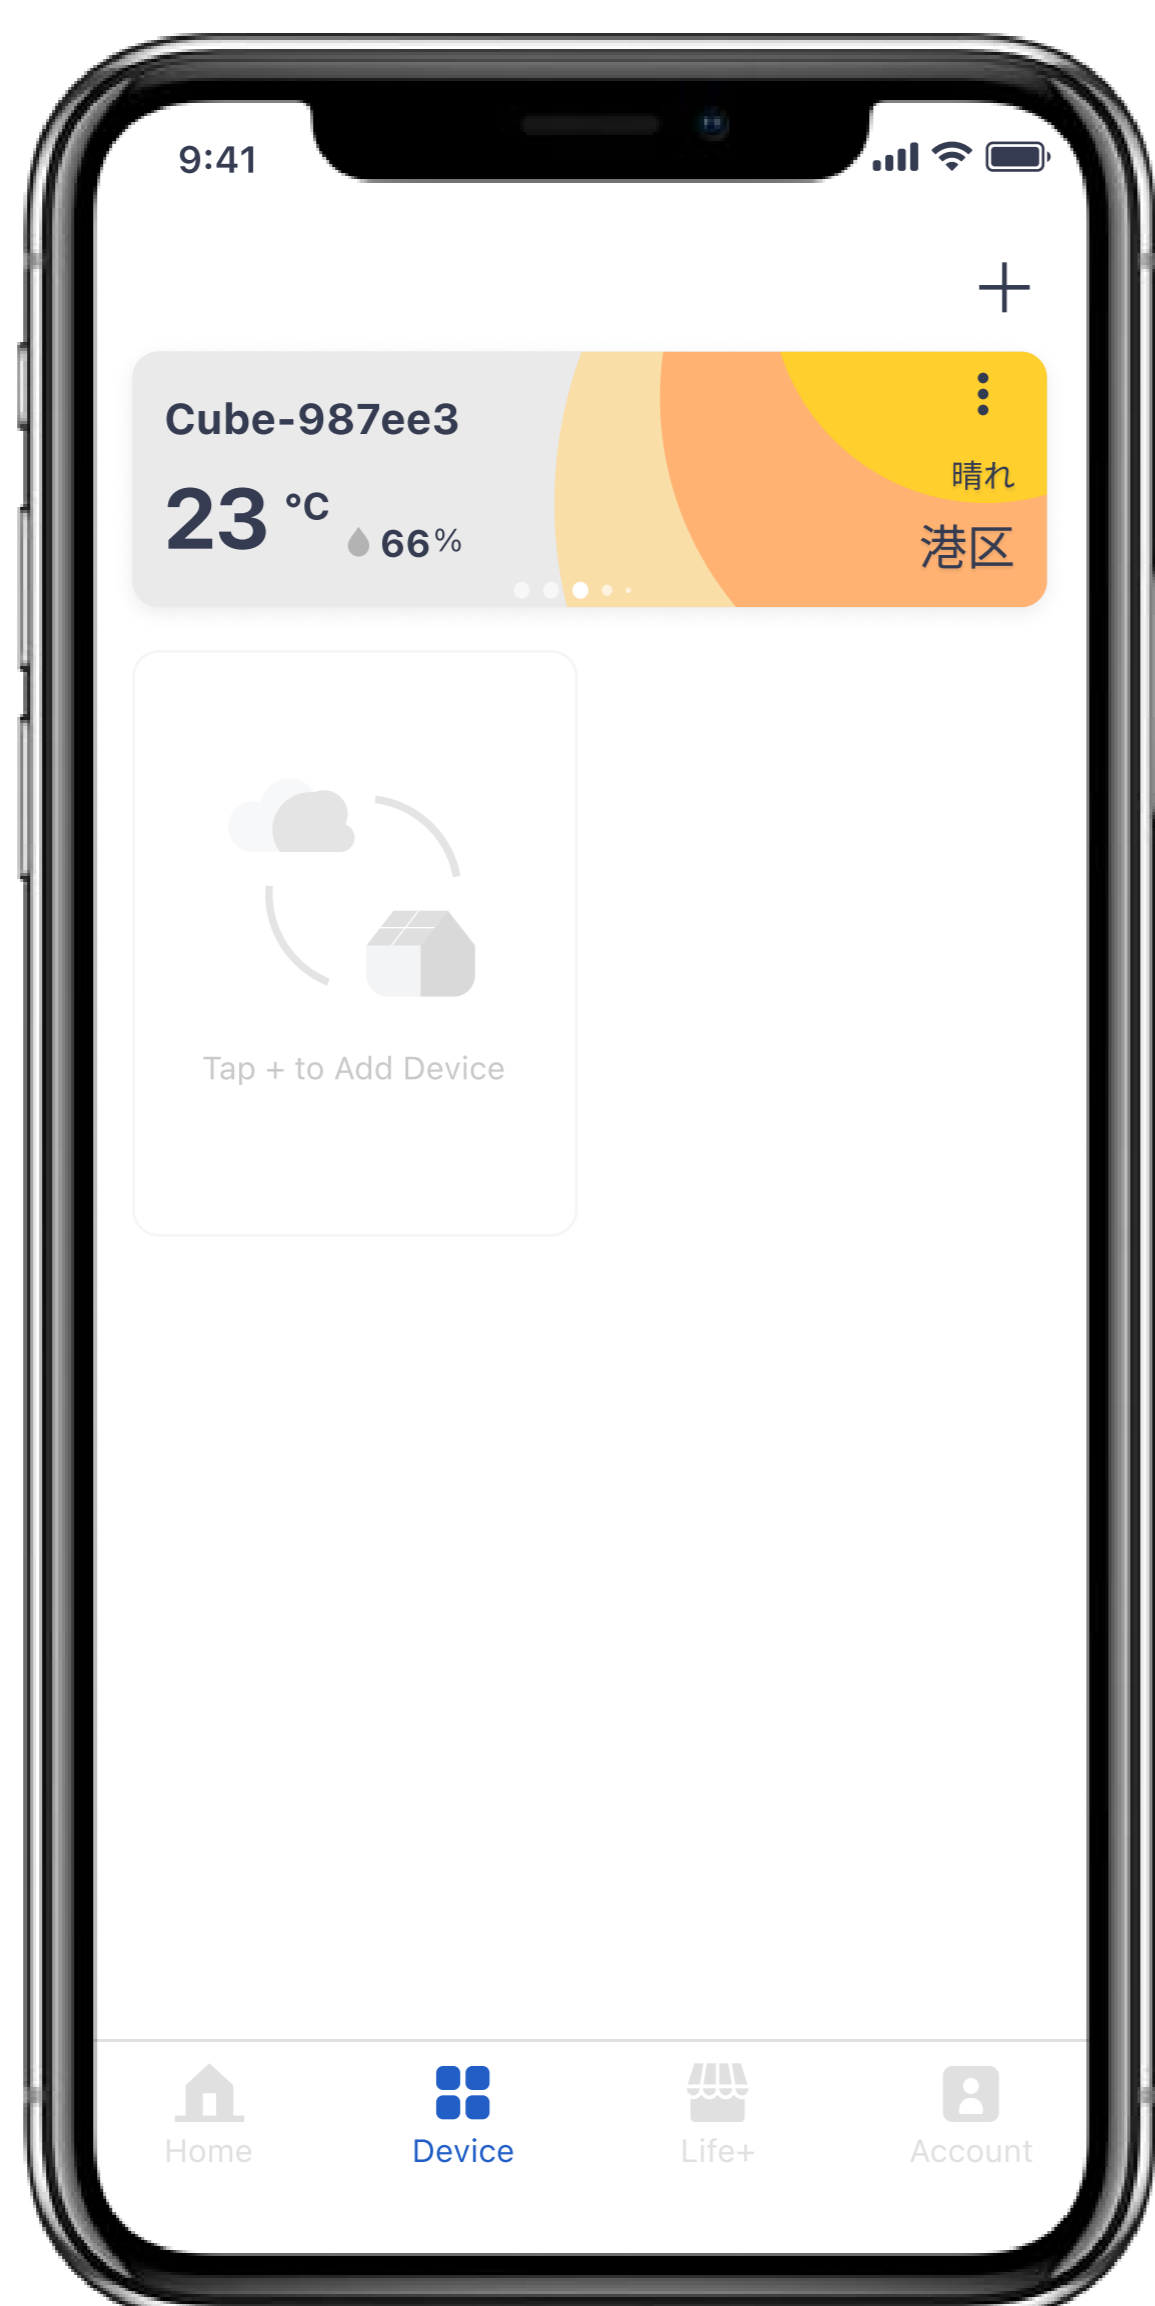 9:41
Cube-987ee3
23 °C
66%
晴れ
港区
Tap + to Add Device
Home
Device
Life+
Account